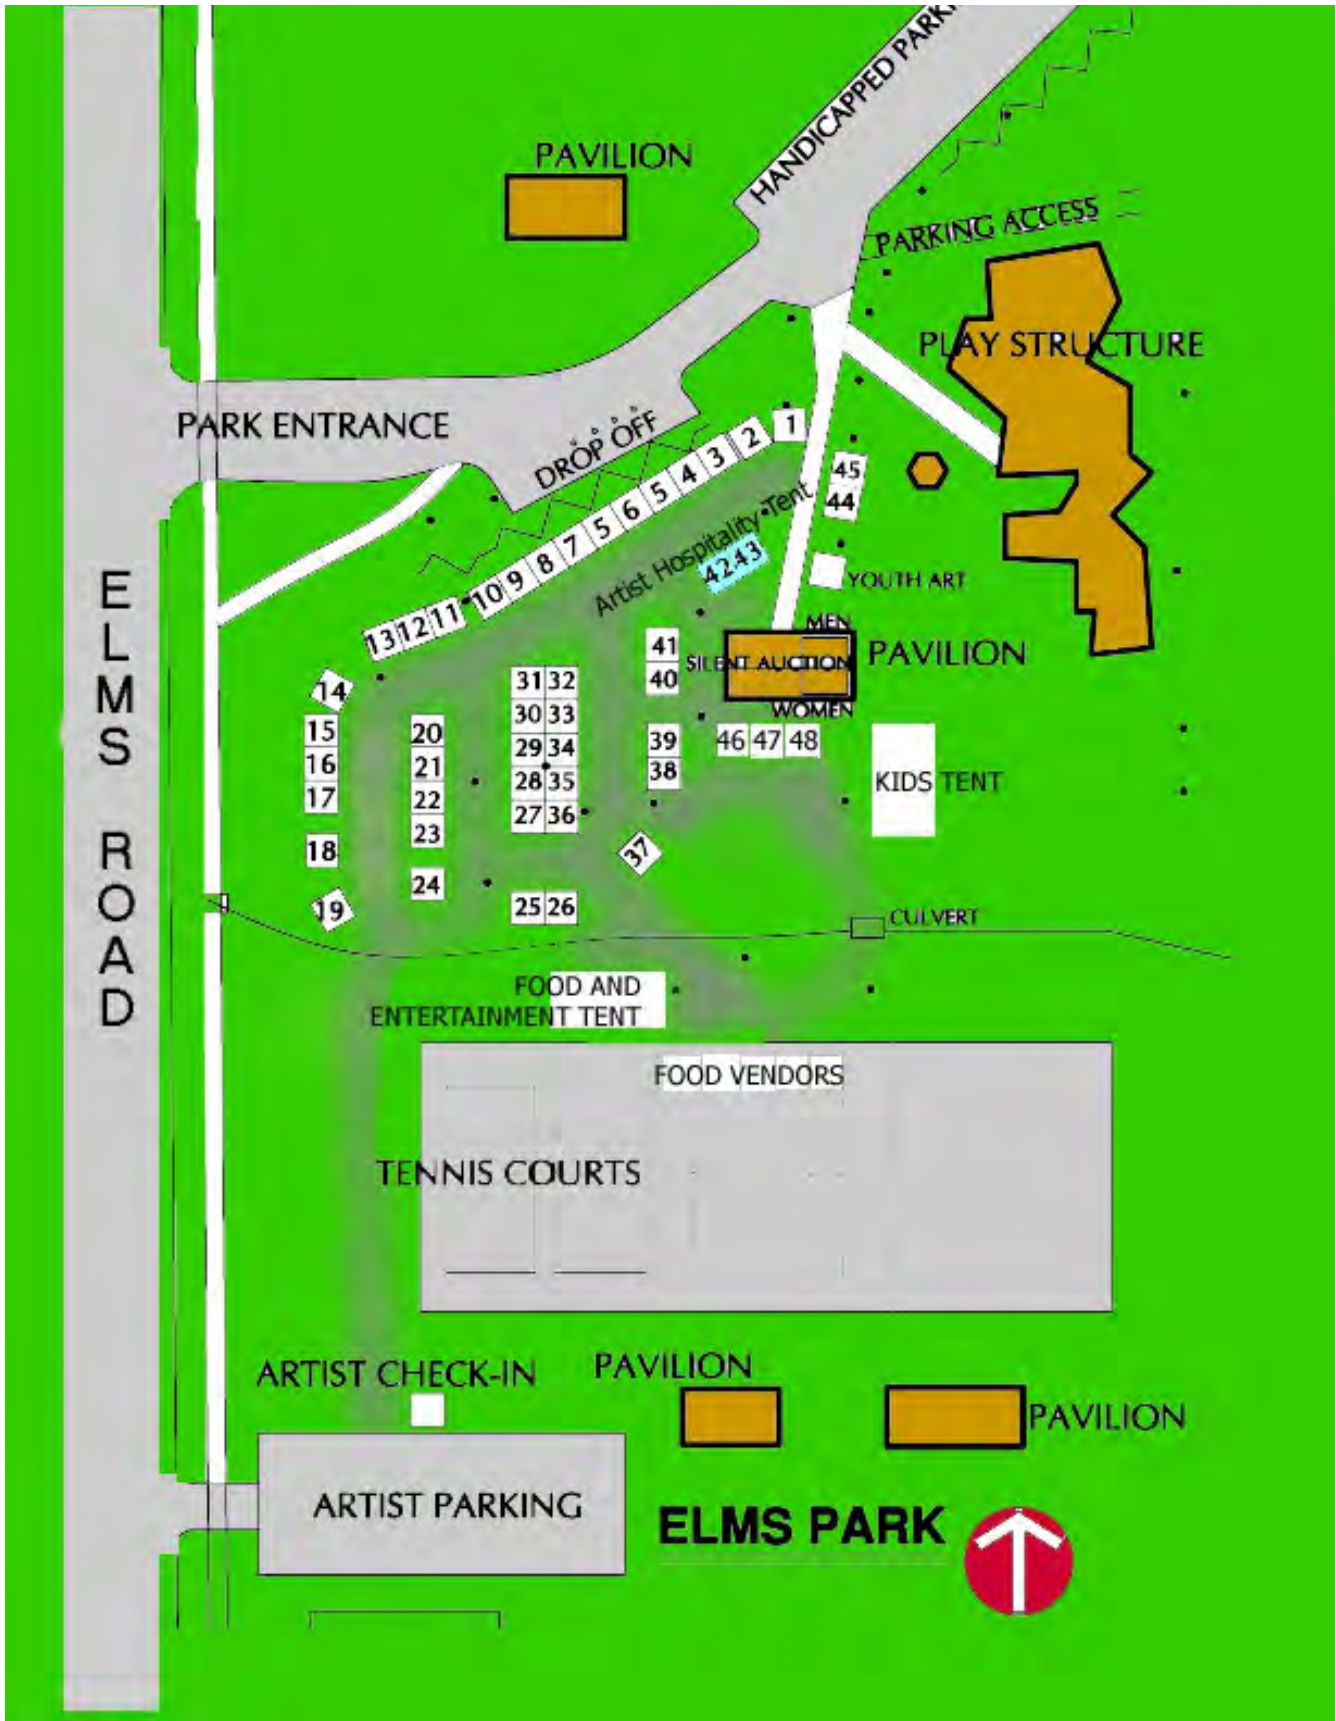 HANDICAPPED PARKI
PAVILION
PARKING ACCESS
PLAY STRUCTURE
PARK ENTRANCE
DROP OFF
1
2
3
4
5
6
7
8
9
10
11
12
13
45
44
Artist Hospitality Tent
42 43
YOUTH ART
ELMS ROAD
MEN
SILENT AUCTION
PAVILION
WOMEN
41
40
39
38
46 47 48
KIDS TENT
14
15
16
17
18
19
20
21
22
23
24
31 32
30 33
29 34
28 35
27 36
25 26
37
CULVERT
FOOD AND
ENTERTAINMENT TENT
FOOD VENDORS
TENNIS COURTS
ARTIST CHECK-IN
PAVILION
PAVILION
ARTIST PARKING
ELMS PARK